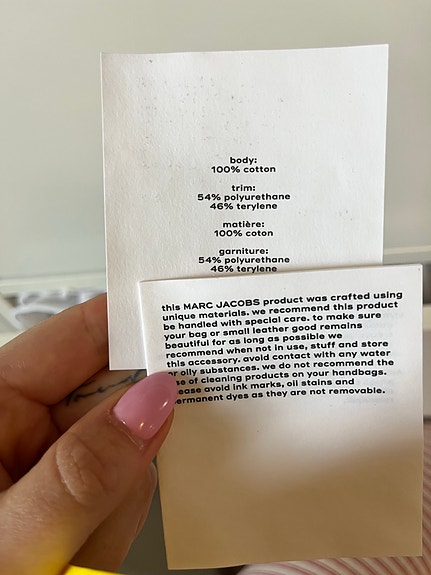 body:
100% cotton
trim:
54% polyurethane
46% terylene
matière:
100% coton
garniture:
54% polyurethane
46% terylene
this MARC JACOBS product was crafted using
unique materials. we recommend this product
be handled with special care. to make sure
your bag or small leather good remains
beautiful for as long as possible we
recommend when not in use, stuff and store
this accessory. avoid contact with any water
or oily substances. we do not recommend the
use of cleaning products on your handbags.
please avoid ink marks, oil stains and
permanent dyes as they are not removable.